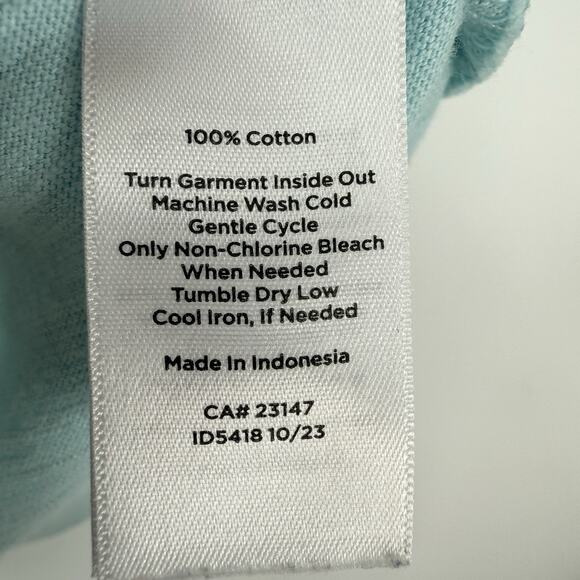 100% Cotton
Turn Garment Inside Out
Machine Wash Cold
Gentle Cycle
Only Non-Chlorine Bleach
When Needed
Tumble Dry Low
Cool Iron, If Needed
Made In Indonesia
CA# 23147
ID5418 10/23